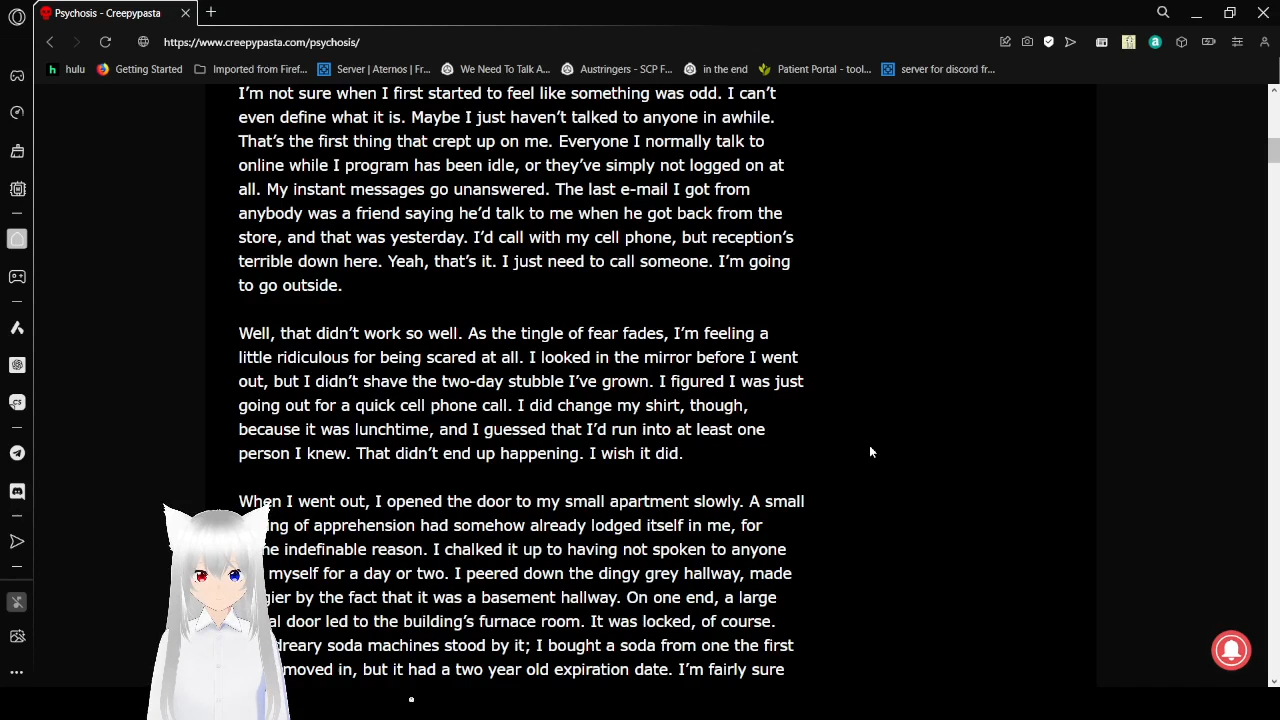 Psychosis - Creepypasta
https://www.creepypasta.com/psychosis/
hulu
Getting Started
Imported from Firef...
Server | Aternos | Fr...
We Need To Talk A...
Austringers - SCP F...
in the end
Patient Portal - tool...
server for discord fr...
I'm not sure when I first started to feel like something was odd. I can't
even define what it is. Maybe I just haven't talked to anyone in awhile.
That's the first thing that crept up on me. Everyone I normally talk to
online while I program has been idle, or they've simply not logged on at
all. My instant messages go unanswered. The last e-mail I got from
anybody was a friend saying he'd talk to me when he got back from the
store, and that was yesterday. I'd call with my cell phone, but reception's
terrible down here. Yeah, that's it. I just need to call someone. I'm going
to go outside.
Well, that didn't work so well. As the tingle of fear fades, I'm feeling a
little ridiculous for being scared at all. I looked in the mirror before I went
out, but I didn't shave the two-day stubble I've grown. I figured I was just
going out for a quick cell phone call. I did change my shirt, though,
because it was lunchtime, and I guessed that I'd run into at least one
person I knew. That didn't end up happening. I wish it did.
When I went out, I opened the door to my small apartment slowly. A small
of apprehension had somehow already lodged itself in me, for
indefinable reason. I chalked it up to having not spoken to anyone
myself for a day or two. I peered down the dingy grey hallway, made
by the fact that it was a basement hallway. On one end, a large
door led to the building's furnace room. It was locked, of course.
dreary soda machines stood by it; I bought a soda from one the first
moved in, but it had a two year old expiration date. I'm fairly sure